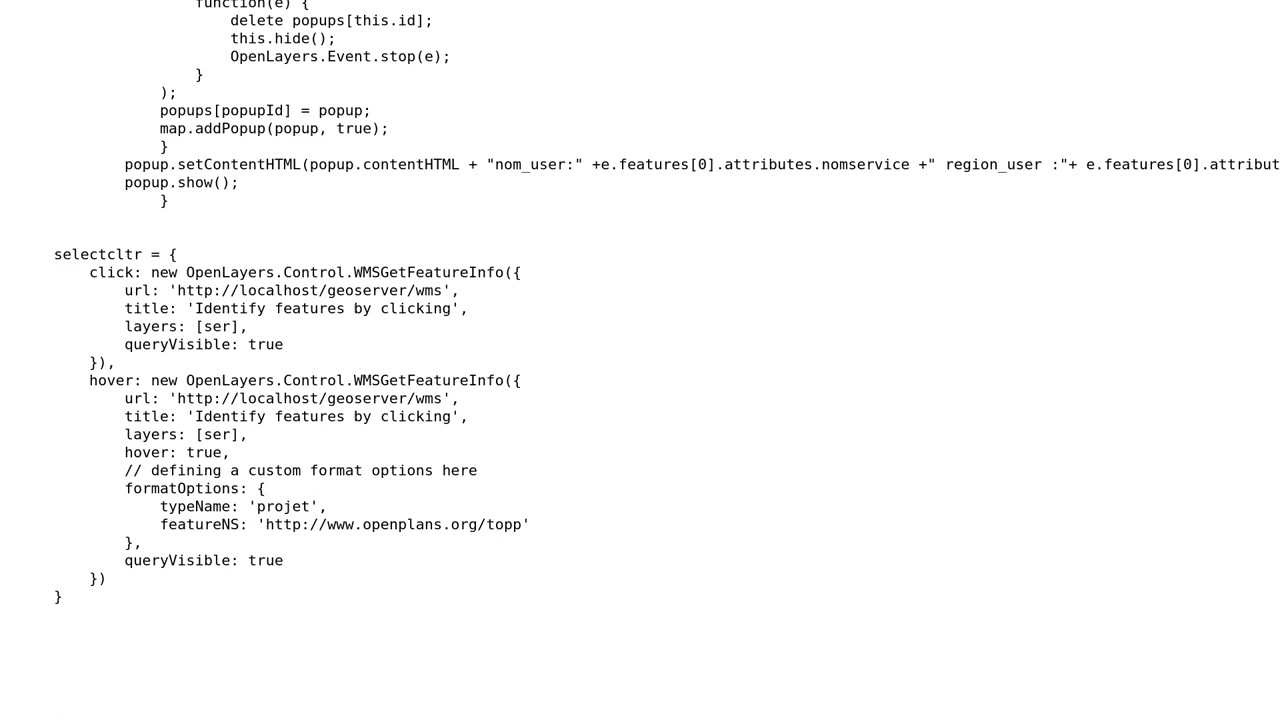 function(e) {
delete popups[this.id];
this.hide();
OpenLayers.Event.stop(e);
}
);
popups[popupId] = popup;
map.addPopup(popup, true);
}
popup.setContentHTML(popup.contentHTML + "nom_user:" +e.features[0].attributes.nomservice +" region_user :"+ e.features[0].attribut
popup.show();
}
selectcltr = {
click: new OpenLayers.Control.WMSGetFeatureInfo({
url: 'http://localhost/geoserver/wms',
title: 'Identify features by clicking',
layers: [ser],
queryVisible: true
}),
hover: new OpenLayers.Control.WMSGetFeatureInfo({
url: 'http://localhost/geoserver/wms',
title: 'Identify features by clicking',
layers: [ser],
hover: true,
// defining a custom format options here
formatOptions: {
typeName: 'projet',
featureNS: 'http://www.openplans.org/topp'
},
queryVisible: true
})
}